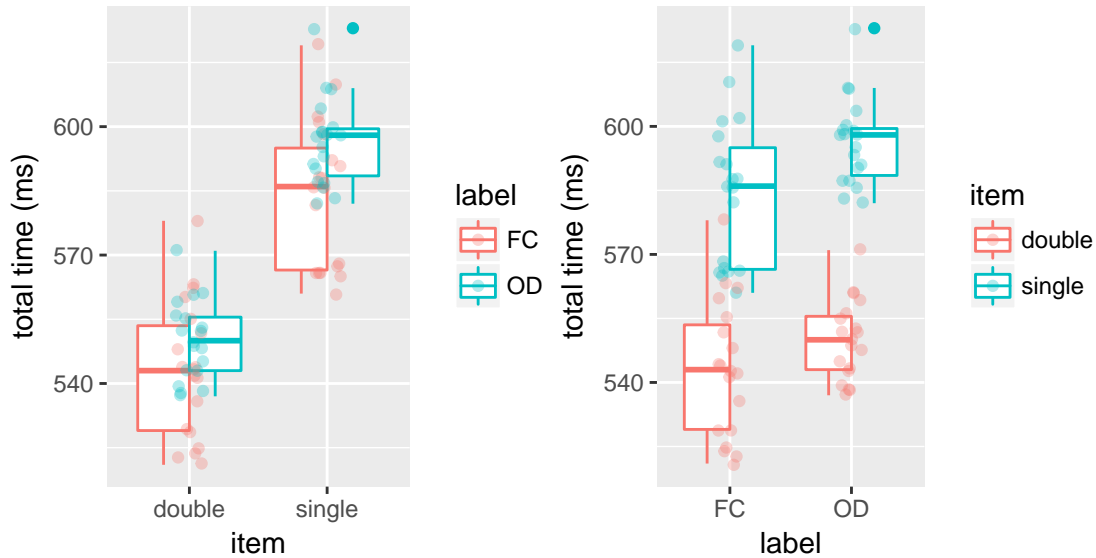 total time (ms)
600
570
540
double
single
item
label
FC
OD
total time (ms)
600
570
540
FC
OD
label
item
double
single